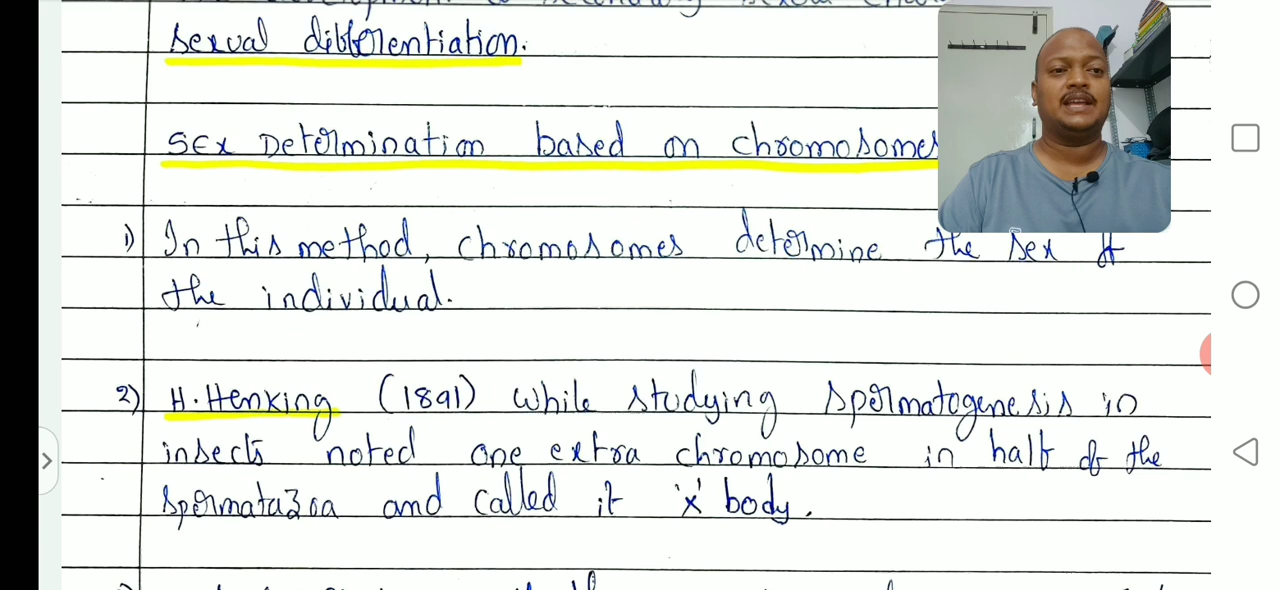 sexual differentiation.
Sex Determination based on chromosomes
1) In this method, chromosomes determine the sex of
the individual.
2) H. Henking (1891) while studying spermatogenesis in
insects noted one extra chromosome in half of the
spermatazoa and called it 'x' body.